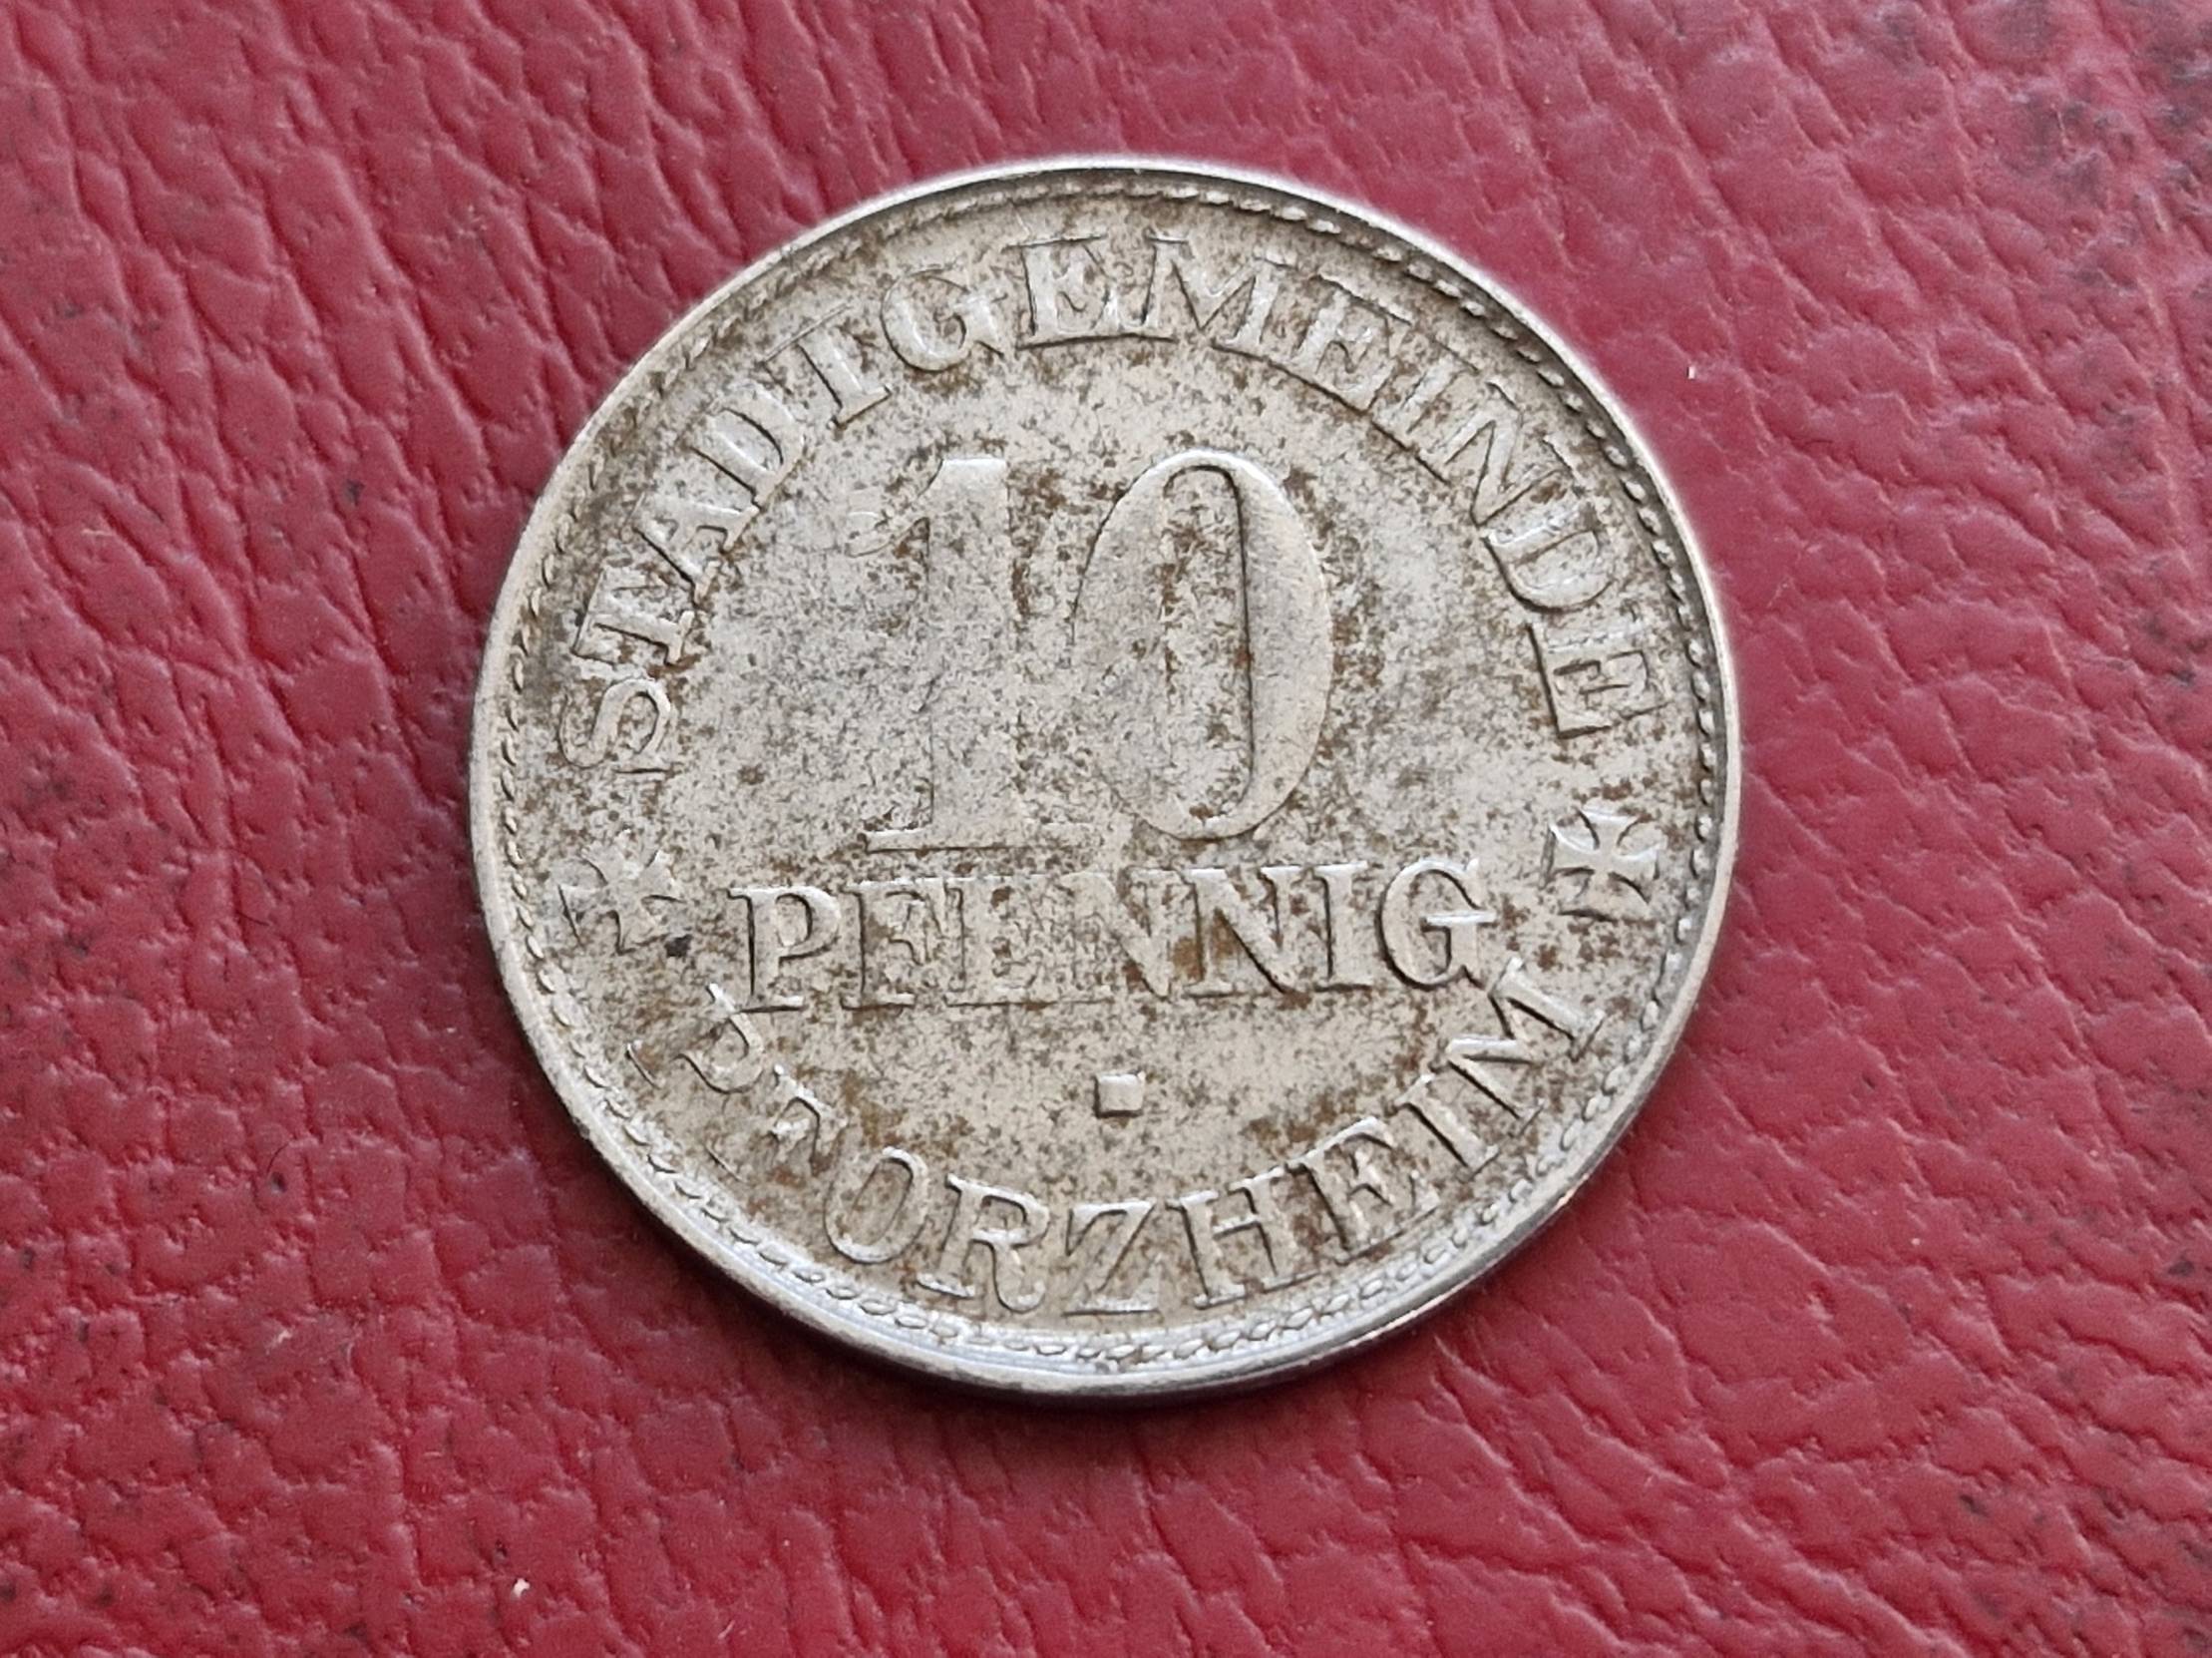 STADTGEMEINDE
10
PFENNIG
PFORZHEIM